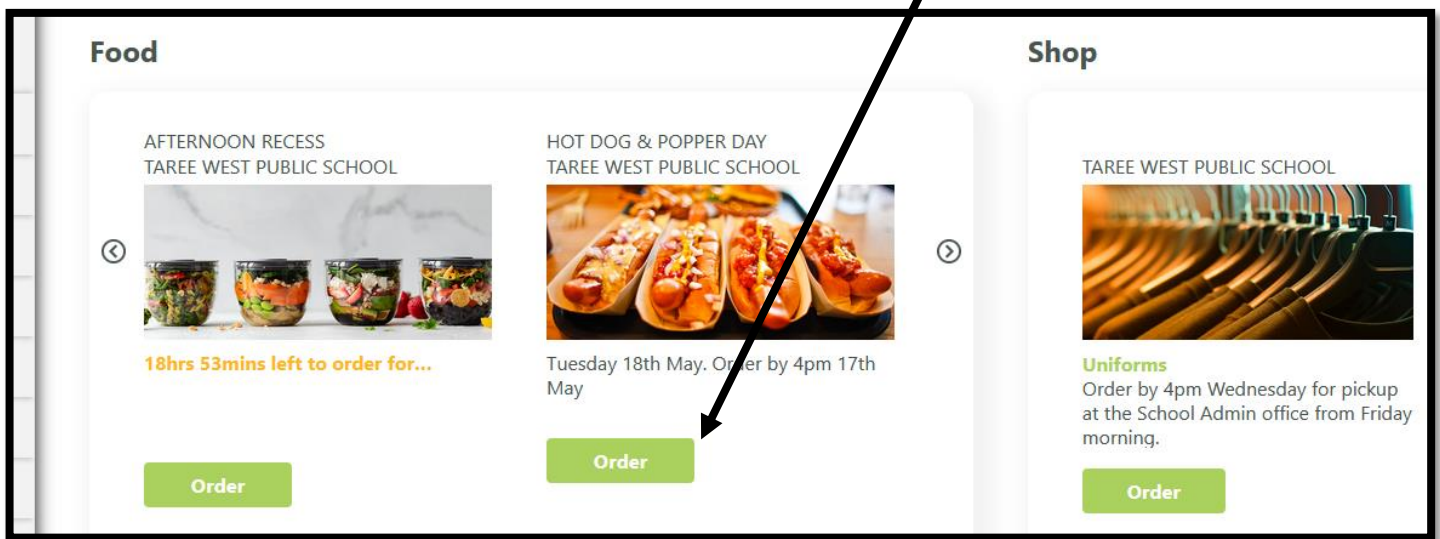 Food
AFTERNOON RECESS
TAREE WEST PUBLIC SCHOOL
18hrs 53mins left to order for...
Order
HOT DOG & POPPER DAY
TAREE WEST PUBLIC SCHOOL
Tuesday 18th May. Order by 4pm 17th
May
Order
Shop
TAREE WEST PUBLIC SCHOOL
Uniforms
Order by 4pm Wednesday for pickup
at the School Admin office from Friday
morning.
Order